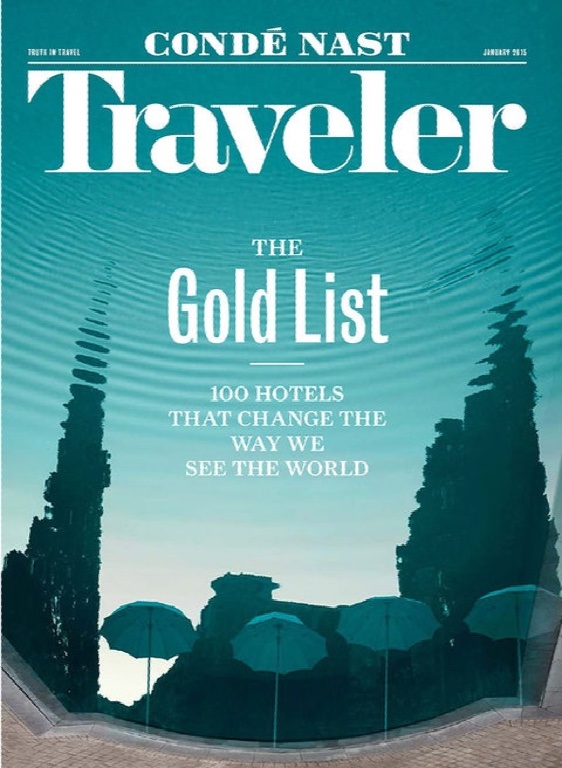 CONDÉ NAST
TRUTH IN TRAVEL
JANUARY 2015
Traveler
THE
Gold List
100 HOTELS
THAT CHANGE THE
WAY WE
SEE THE WORLD